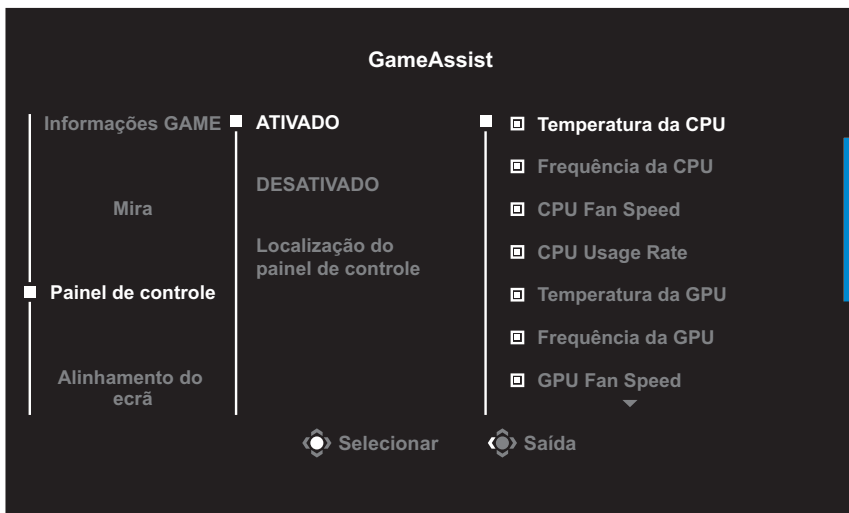 GameAssist
Informações GAME
Mira
Painel de controle
Alinhamento do
ecrã
ATIVADO
DESATIVADO
Localização do
painel de controle
Temperatura da CPU
Frequência da CPU
CPU Fan Speed
CPU Usage Rate
Temperatura da GPU
Frequência da GPU
GPU Fan Speed
Selecionar
Saída